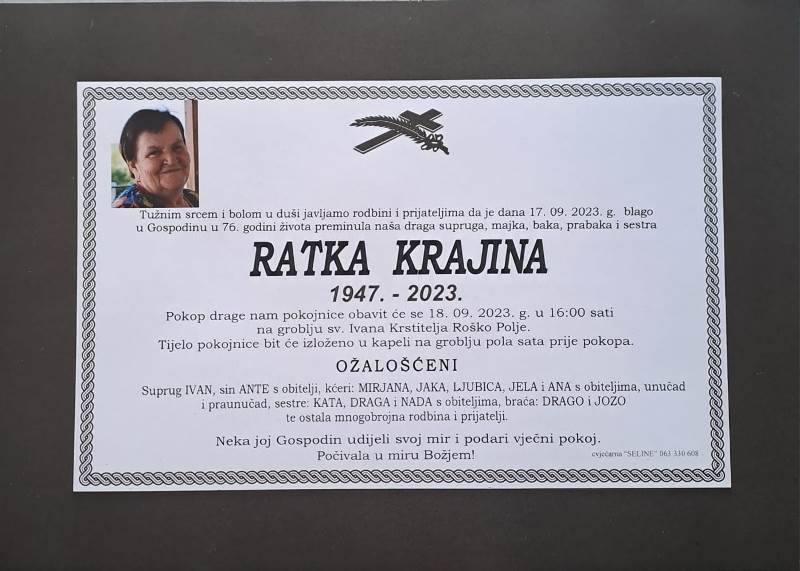 Tužnim srcem i bolom u duši javljamo rodbini i prijateljima da je dana 17. 09. 2023. g. blago
u Gospodinu u 76. godini života preminula naša draga supruga, majka, baka, prabaka i sestra
RATKA KRAJINA
1947. - 2023.
Pokop drage nam pokojnice obavit će se 18. 09. 2023. g. u 16:00 sati
na groblju sv. Ivana Krstitelja Roško Polje.
Tijelo pokojnice bit će izloženo u kapeli na groblju pola sata prije pokopa.
OŽALOŠĆENI
Suprug IVAN, sin ANTE s obitelji, kćeri: MIRJANA, JAKA, LJUBICA, JELA i ANA s obiteljima, unučad
i praunučad, sestre: KATA, DRAGA i NADA s obiteljima, braća: DRAGO i JOZO
te ostala mnogobrojna rodbina i prijatelji.
Neka joj Gospodin udijeli svoj mir i podari vječni pokoj.
Počivala u miru Božjem!
cvjećarna "SELINE" 063 330 608